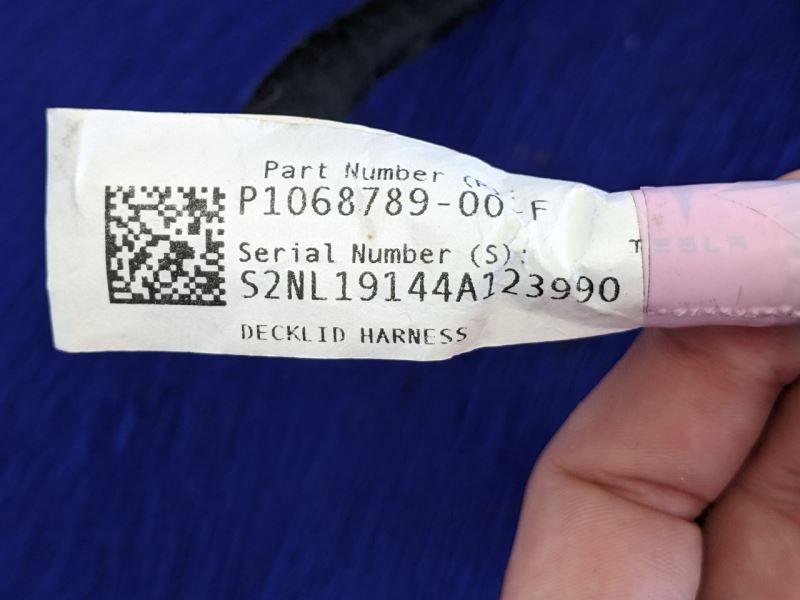 Part Number (P):
P1068789-00-F
Serial Number (S):
S2NL19144A123990
DECKLID HARNESS
TESLA